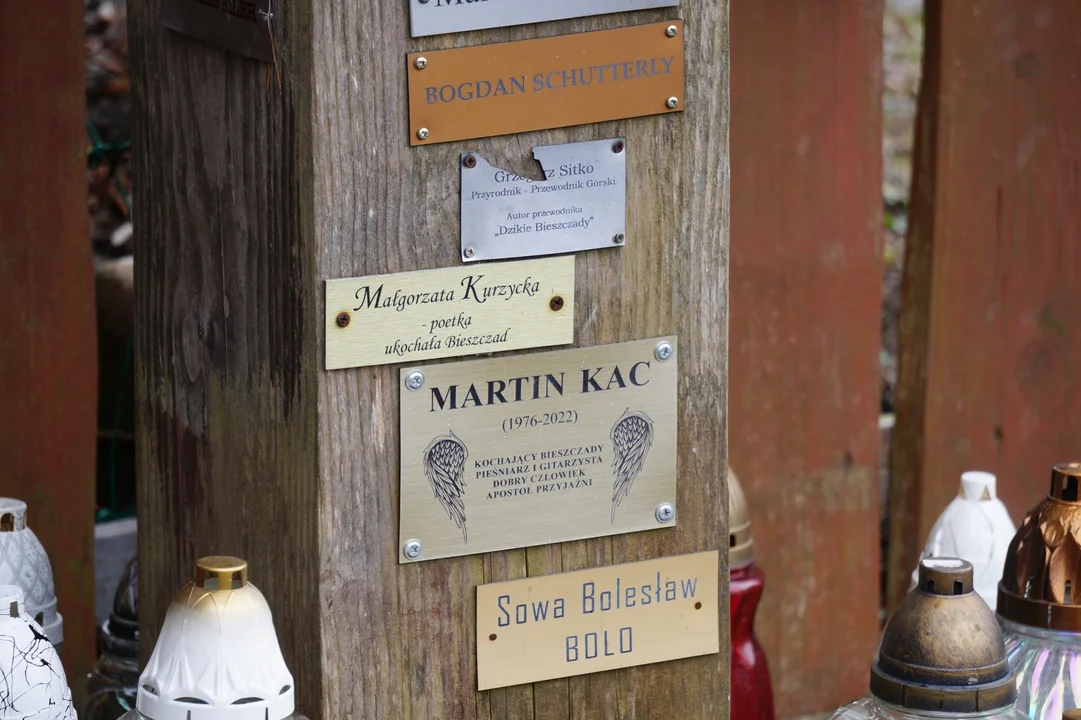 BOGDAN SCHUTTERLY
Grzegorz Sitko
Przyrodnik - Przewodnik Górski
Autor przewodnika
„Dzikie Bieszczady"
Małgorzata Kurzycka
- poetka
ukochała Bieszczad
MARTIN KAC
(1976-2022)
KOCHAJĄCY BIESZCZADY
PIEŚNIARZ I GITARZYSTA
DOBRY CZŁOWIEK
APOSTOŁ PRZYJAŹNI
Sowa Bolesław
BOLO